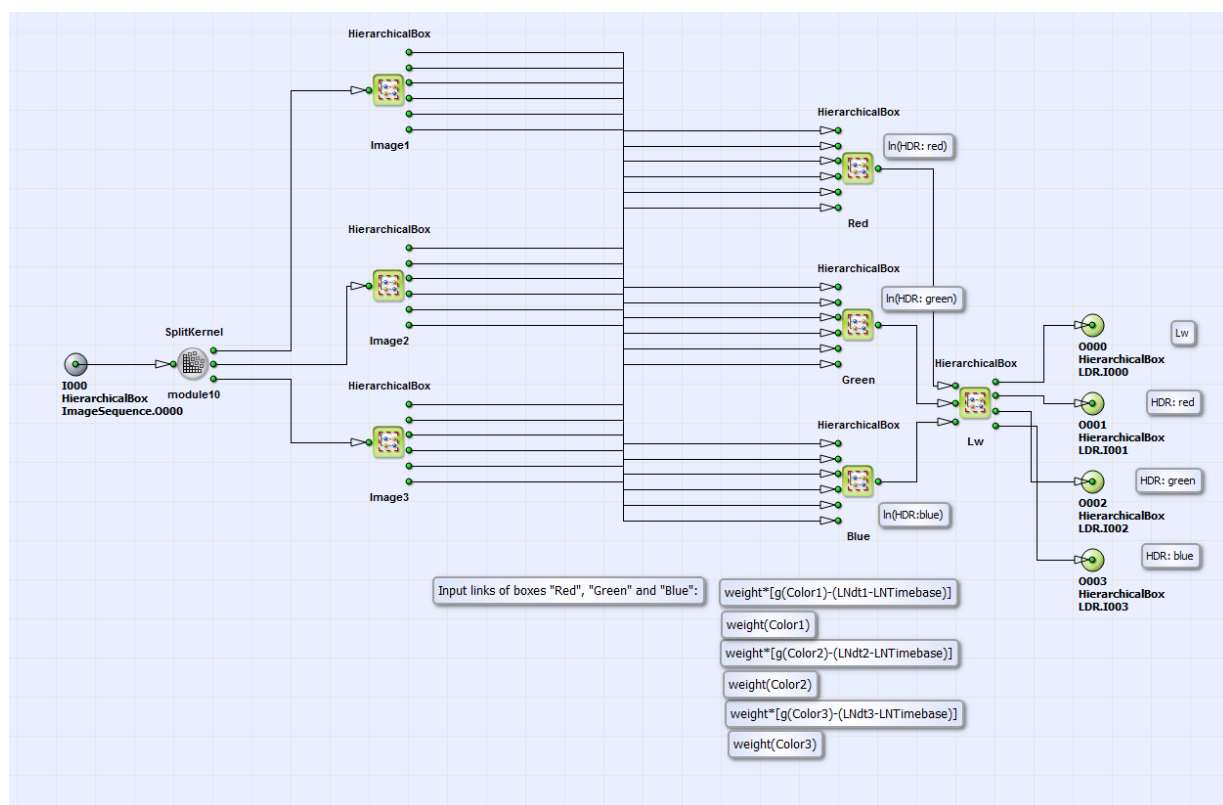 HierarchicalBox
Image1
HierarchicalBox
Red
ln(HDR: red)
HierarchicalBox
Image2
HierarchicalBox
Green
ln(HDR: green)
SplitKernel
module10
I000
HierarchicalBox
ImageSequence.O000
HierarchicalBox
Image3
HierarchicalBox
Blue
ln(HDR:blue)
HierarchicalBox
Lw
O000
HierarchicalBox
LDR.I000
Lw
O001
HierarchicalBox
LDR.I001
HDR: red
O002
HierarchicalBox
LDR.I002
HDR: green
O003
HierarchicalBox
LDR.I003
HDR: blue
Input links of boxes "Red", "Green" and "Blue":
weight*[g(Color1)-(LNdt1-LNTimebase)]
weight(Color1)
weight*[g(Color2)-(LNdt2-LNTimebase)]
weight(Color2)
weight*[g(Color3)-(LNdt3-LNTimebase)]
weight(Color3)